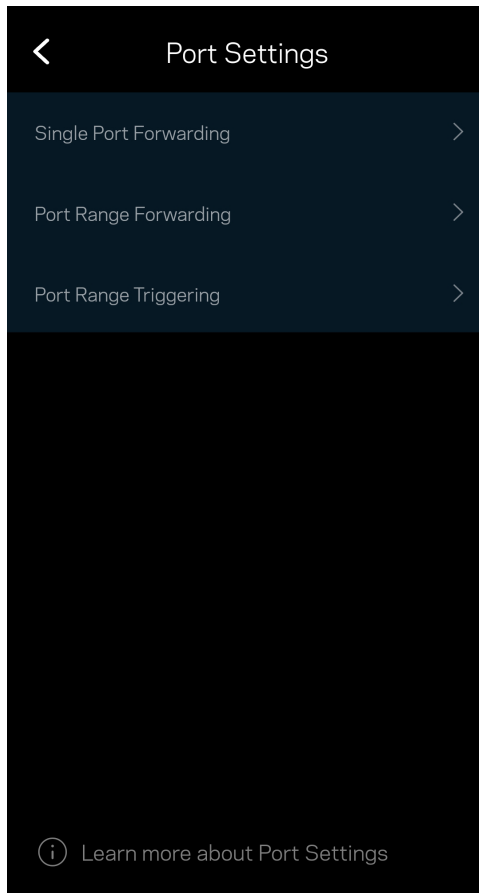 Port Settings
Single Port Forwarding
Port Range Forwarding
Port Range Triggering
Learn more about Port Settings